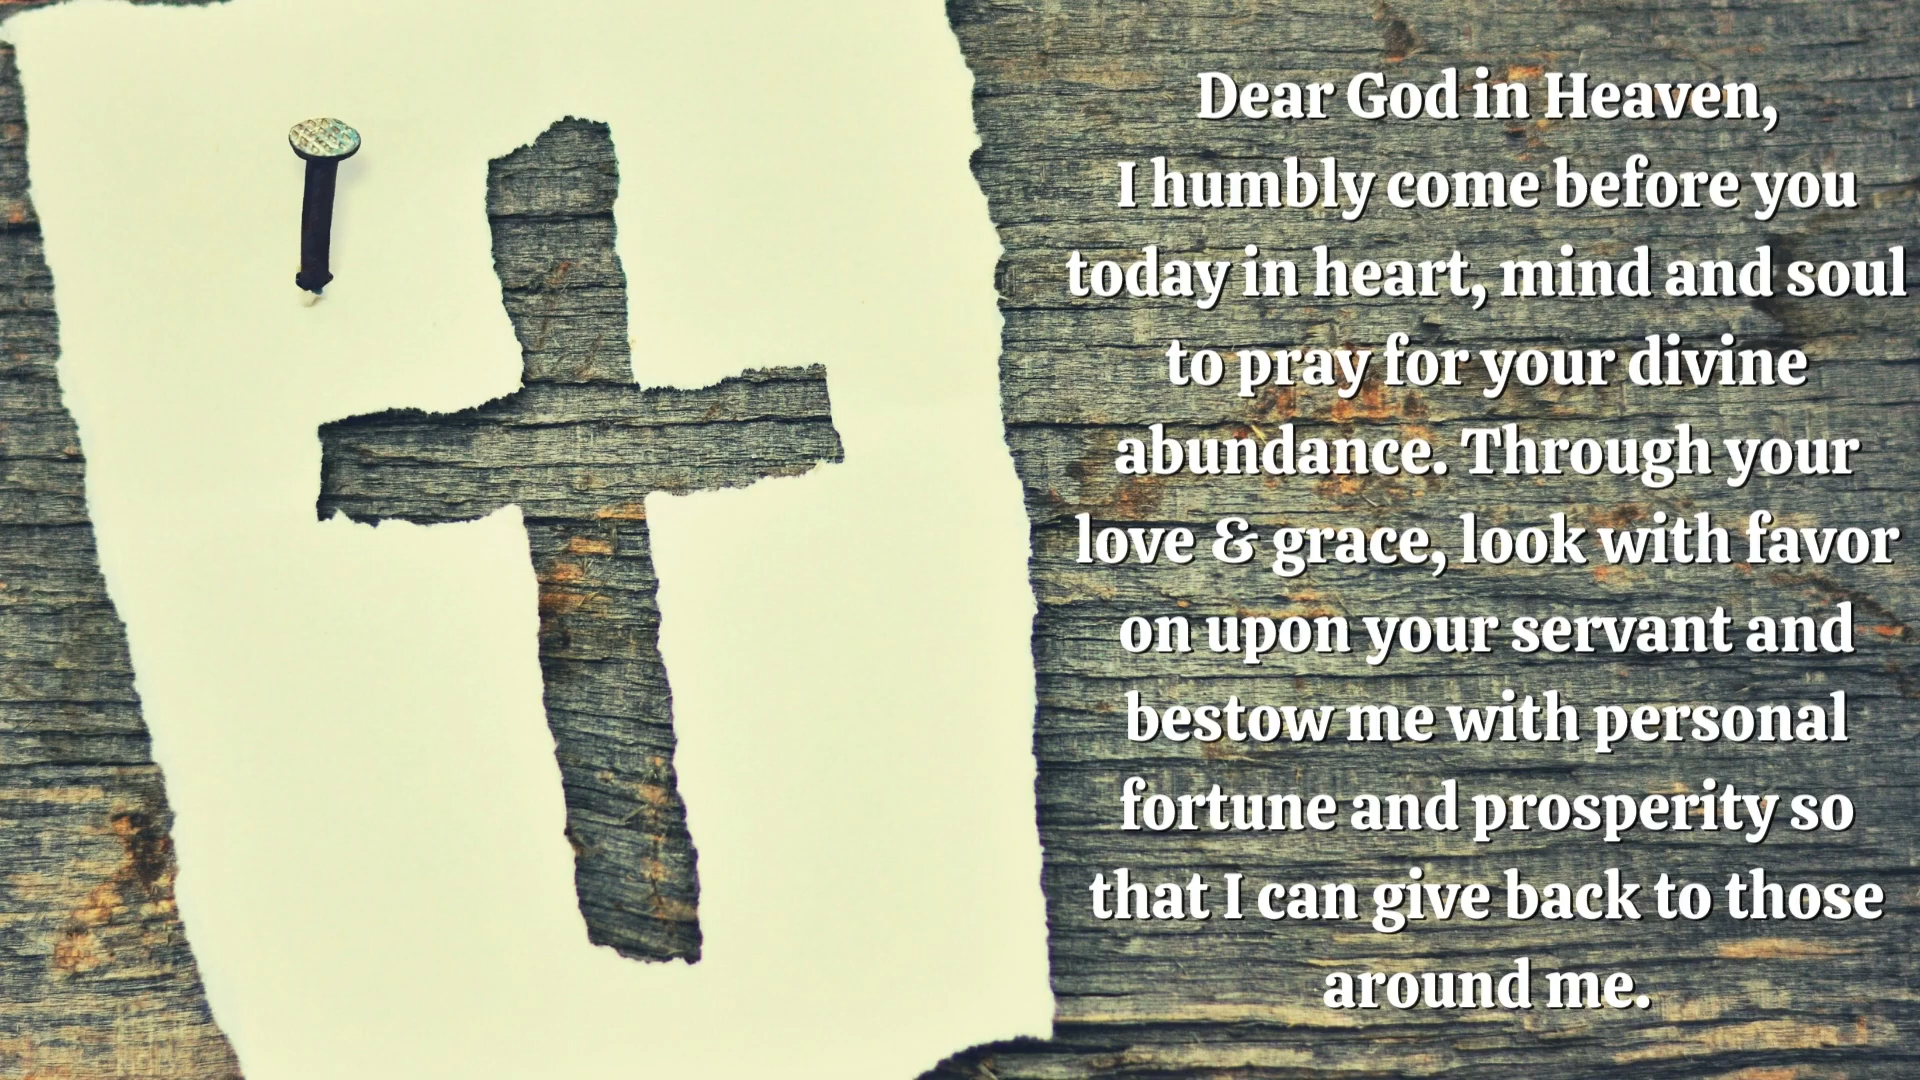 Dear God in Heaven,
I humbly come before you
today in heart, mind and soul
to pray for your divine
abundance. Through your
love & grace, look with favor
on upon your servant and
bestow me with personal
fortune and prosperity so
that I can give back to those
around me.